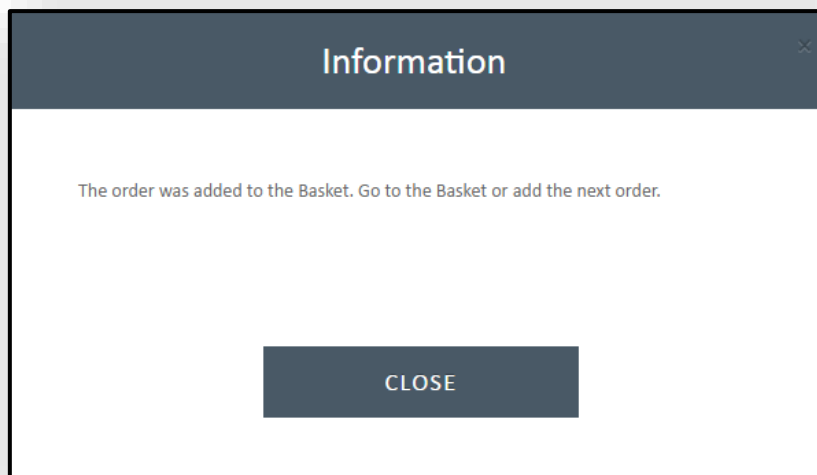 Information
The order was added to the Basket. Go to the Basket or add the next order.
CLOSE